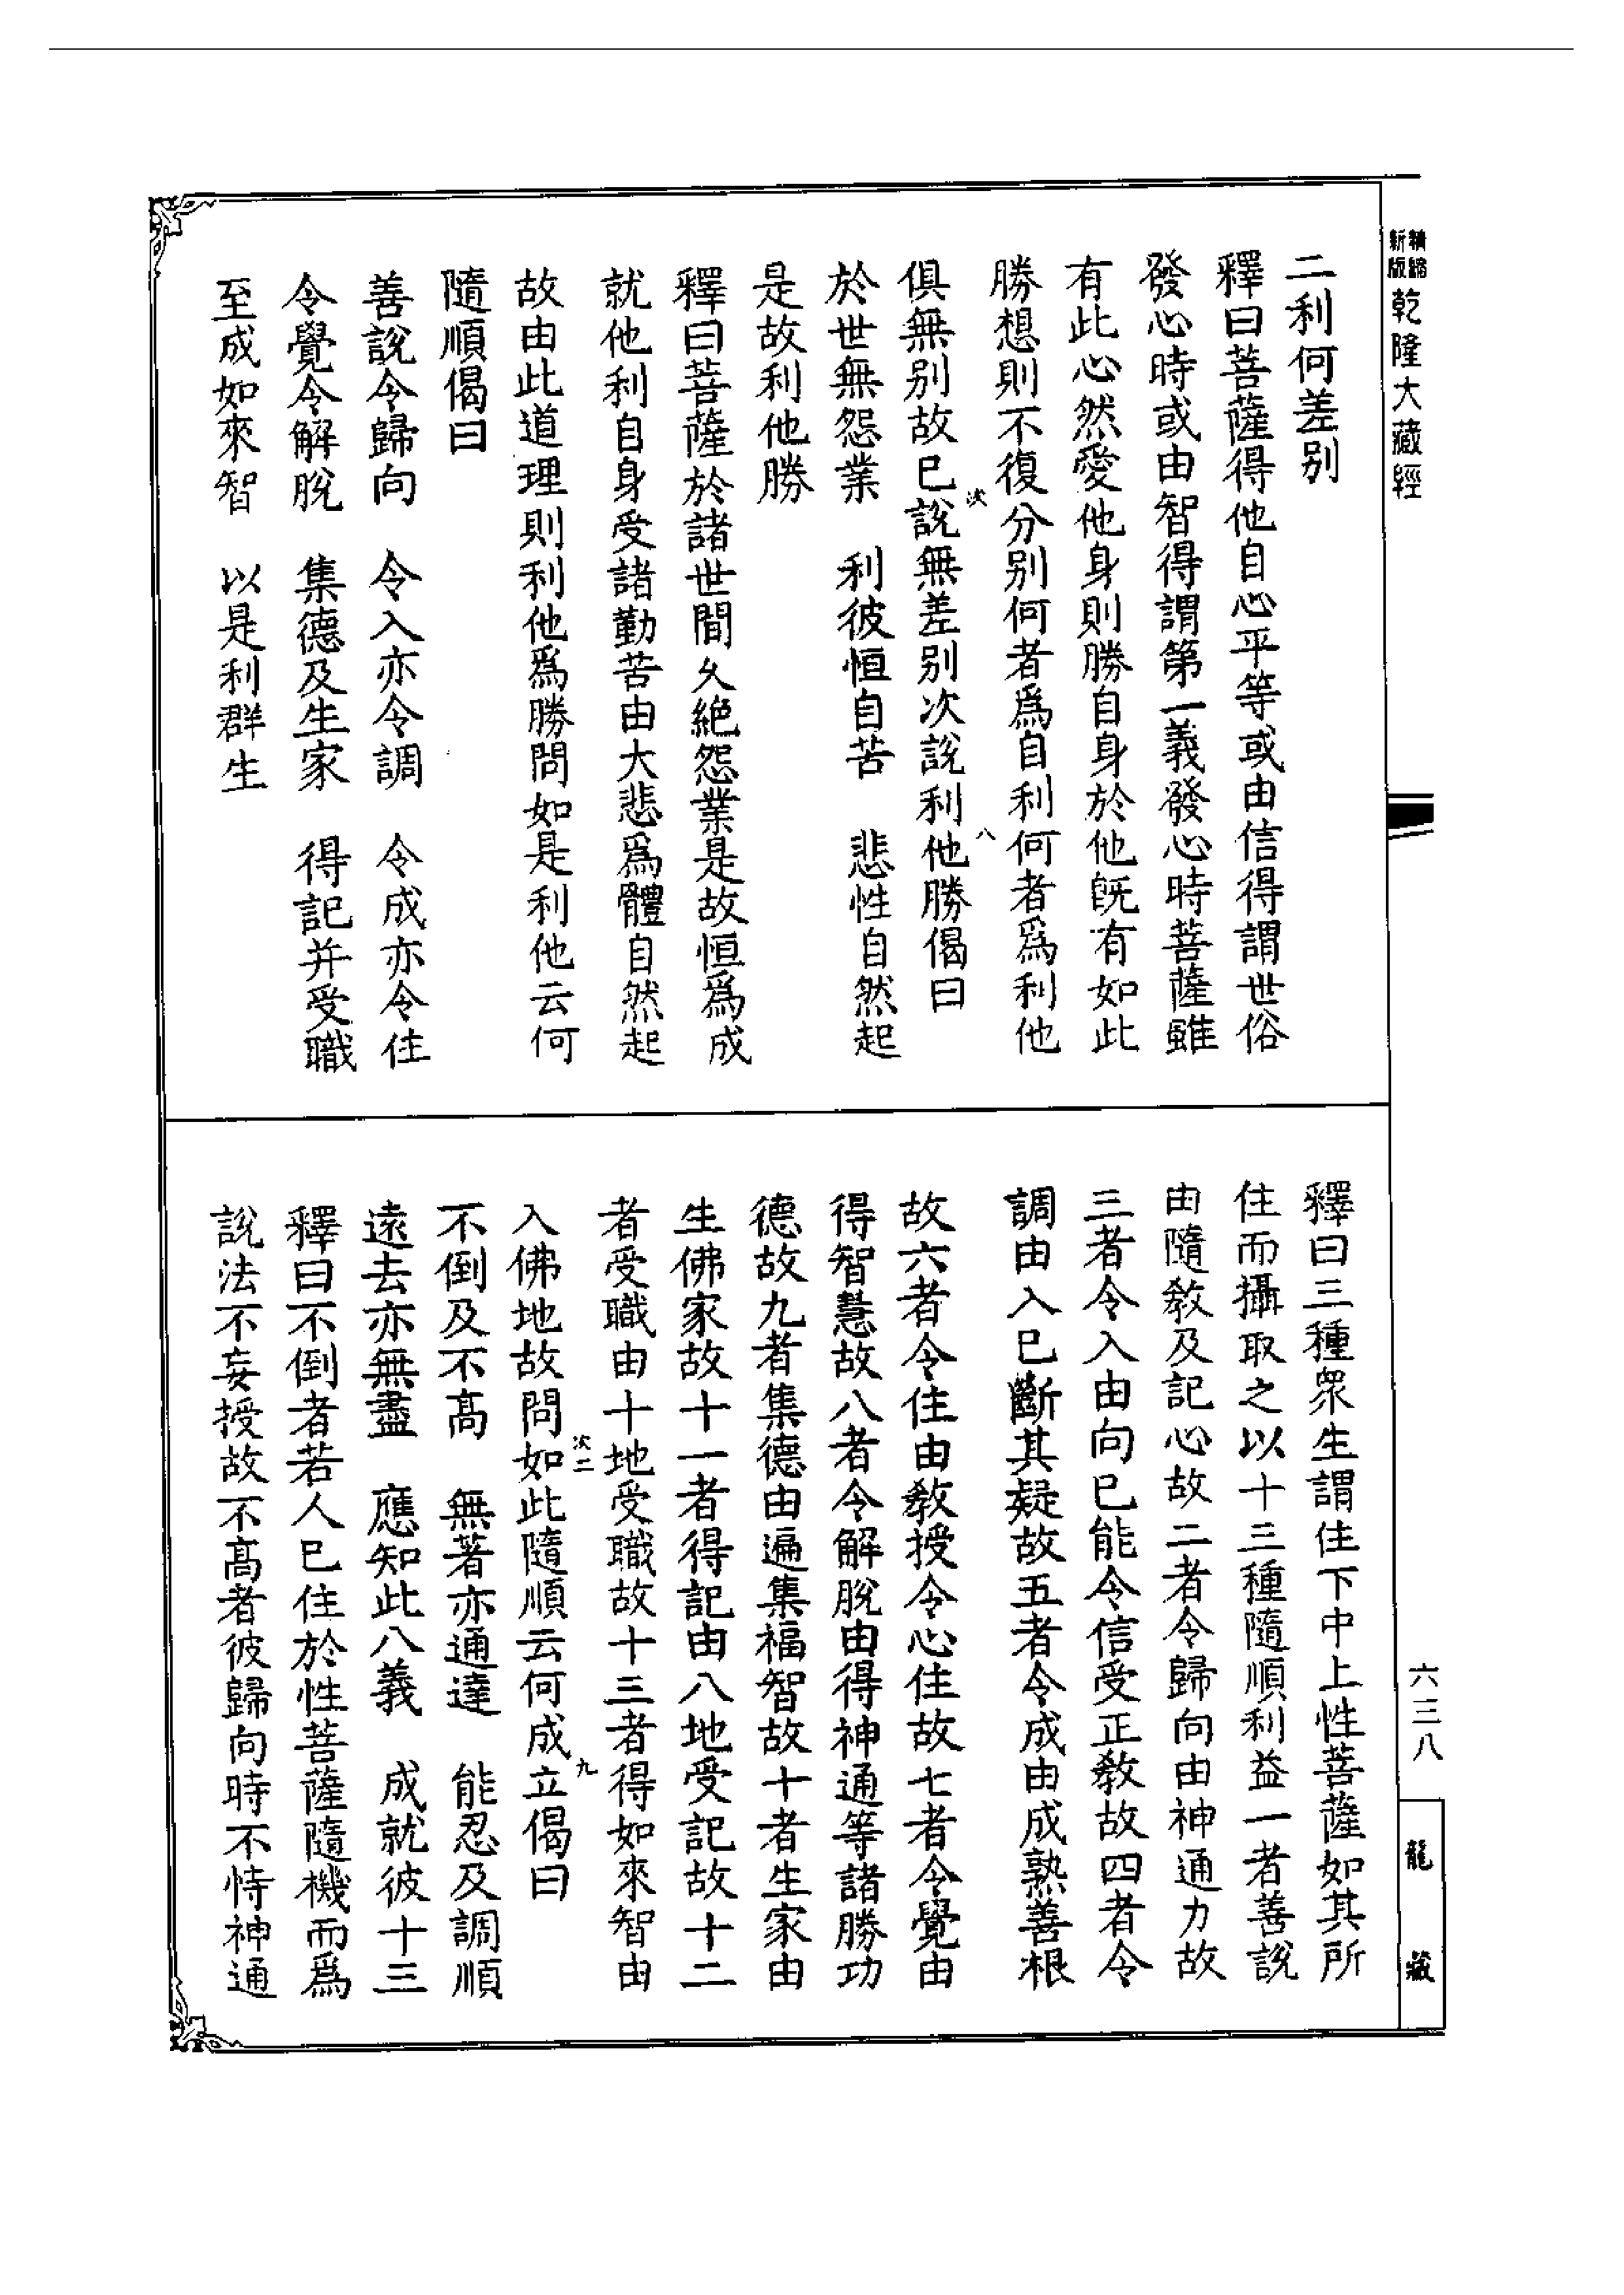 精縮
新版
乾隆大藏經
二利何差别
釋曰菩薩得他自心平等或由信得謂世俗
發心時或由智得謂第一義發心時菩薩雖
有此心然愛他身則勝自身於他旣有如此
勝想則不復分别何者爲自利何者爲利他
俱無别故已說無差别次說利他勝偈曰
次
八
於世無怨業　利彼恒自苦　悲性自然起
是故利他勝
釋曰菩薩於諸世間久絕怨業是故恒爲成
就他利自身受諸勤苦由大悲爲體自然起
故由此道理則利他爲勝問如是利他云何
隨順偈曰
善說令歸向　令入亦令調　令成亦令住
令覺令解脫　集德及生家　得記并受職
至成如來智　以是利群生
釋曰三種衆生謂住下中上性菩薩如其所
住而攝取之以十三種隨順利益一者善說
由隨敎及記心故二者令歸向由神通力故
三者令入由向已能令信受正敎故四者令
調由入已斷其疑故五者令成由成熟善根
故六者令住由敎授令心住故七者令覺由
得智慧故八者令解脫由得神通等諸勝功
德故九者集德由遍集福智故十者生家由
生佛家故十一者得記由八地受記故十二
者受職由十地受職故十三者得如來智由
入佛地故問如此隨順云何成立偈曰
次二
九
不倒及不髙　無著亦通達　能忍及調順
遠去亦無盡　應知此八義　成就彼十三
釋曰不倒者若人已住於性菩薩隨機而爲
說法不妄授故不髙者彼歸向時不恃神通
六三八
龍藏